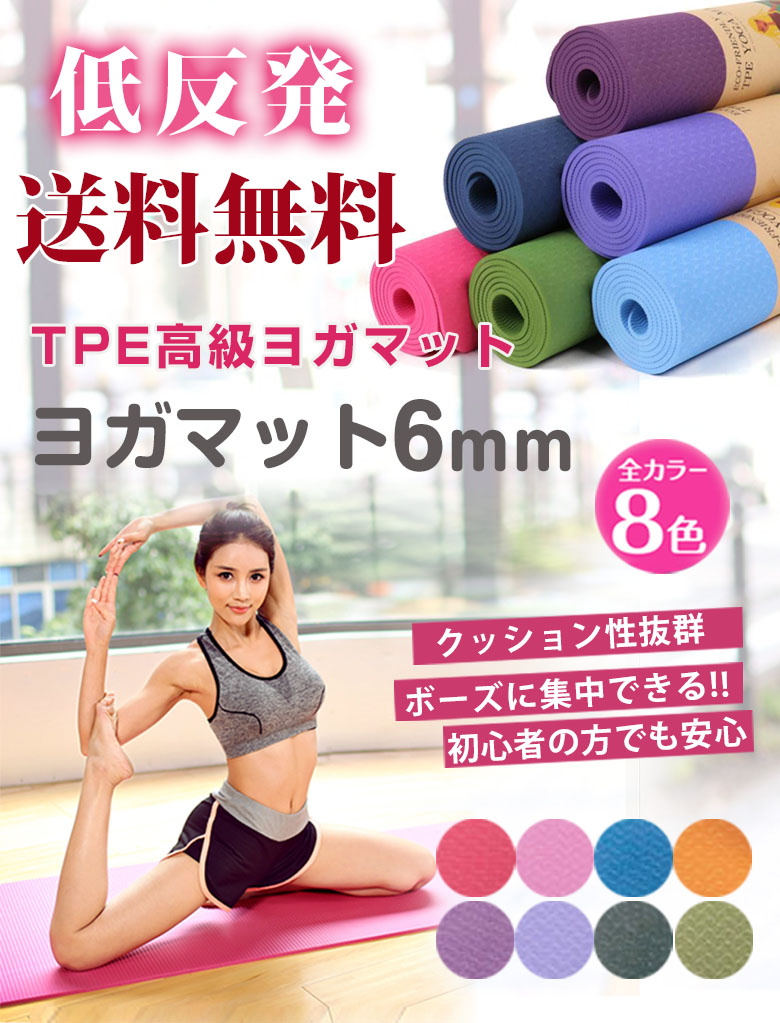 低反発
送料無料
TPE高級ヨガマット
ヨガマット6mm
全カラー
8色
クッション性抜群
ボーズに集中できる!!
初心者の方でも安心
TPE
YOGA